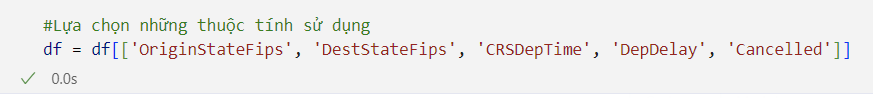 #Lựa chọn những thuộc tính sử dụng
df = df[['OriginStateFips', 'DestStateFips', 'CRSDepTime', 'DepDelay', 'Cancelled']]
✓ 0.0s